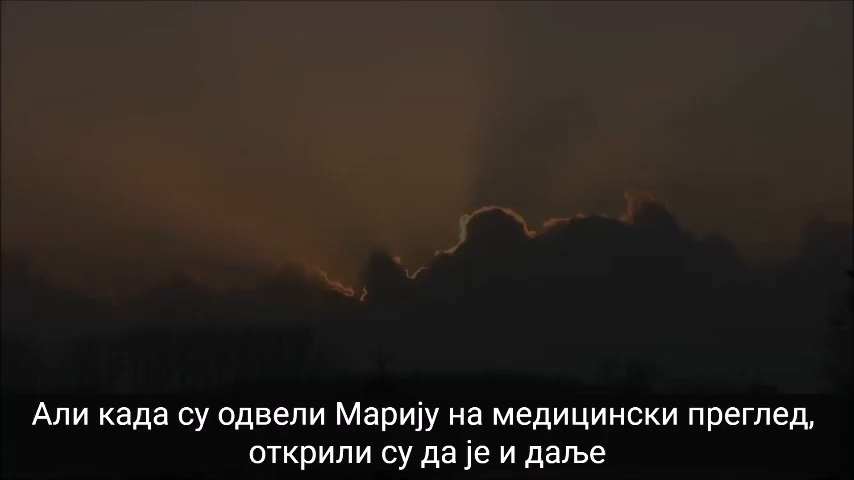 Али када су одвели Марију на медицински преглед,
открили су да је и даље